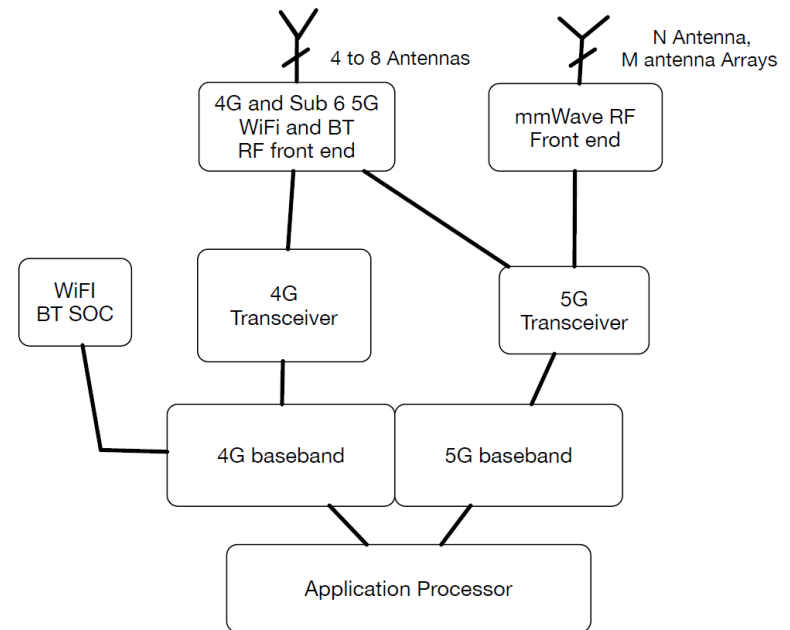 4 to 8 Antennas
N Antenna,
M antenna Arrays
4G and Sub 6 5G
WiFi and BT
RF front end
mmWave RF
Front end
WiFI
BT SOC
4G
Transceiver
5G
Transceiver
4G baseband
5G baseband
Application Processor